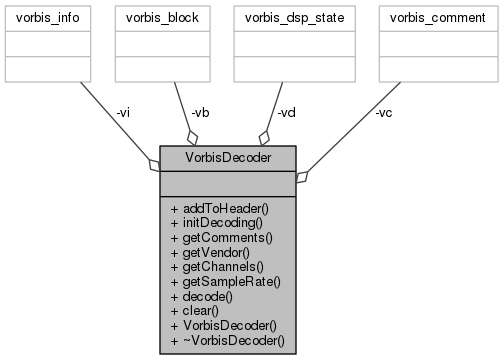 vorbis_info
vorbis_block
vorbis_dsp_state
vorbis_comment
-vi
-vb
-vd
-vc
VorbisDecoder
+ addToHeader()
+ initDecoding()
+ getComments()
+ getVendor()
+ getChannels()
+ getSampleRate()
+ decode()
+ clear()
+ VorbisDecoder()
+ ~VorbisDecoder()